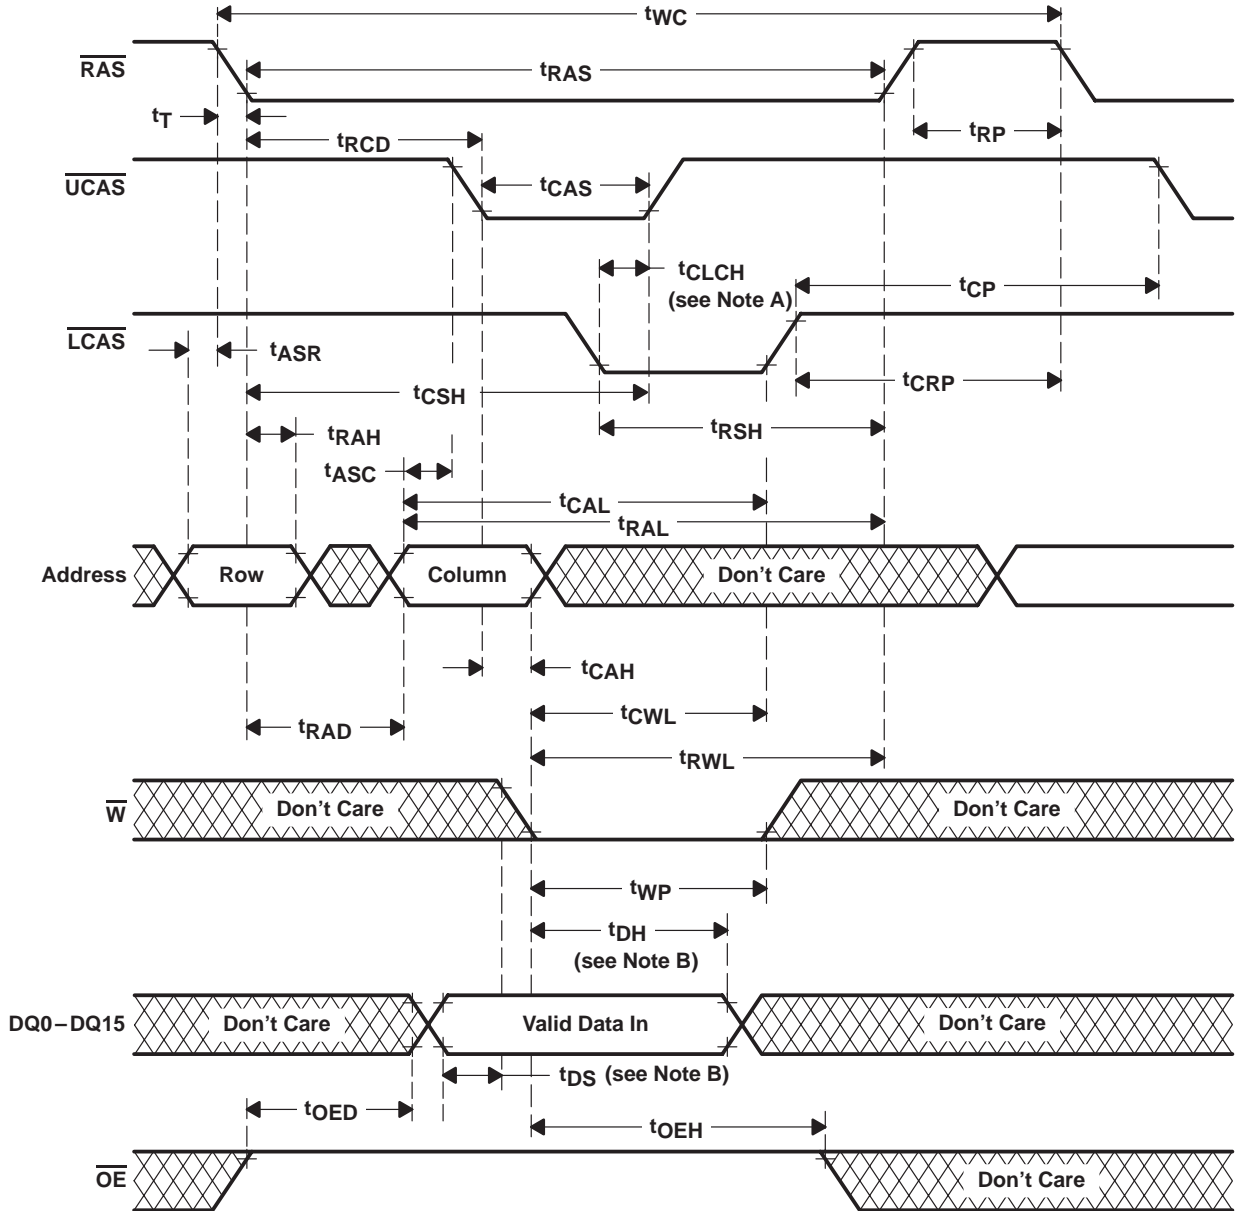 tWC
RAS
tRAS
tT
tRCD
tRP
UCAS
tCAS
tCLCH
(see Note A)
tCP
LCAS
tASR
tCSH
tCRP
tRAH
tRSH
tASC
tCAL
tRAL
Address
Row
Column
Don't Care
tCAH
tCWL
tRAD
tRWL
W
Don't Care
Don't Care
tWP
tDH
(see Note B)
DQ0–DQ15
Don't Care
Valid Data In
Don't Care
tDS (see Note B)
tOED
tOEH
OE
Don't Care